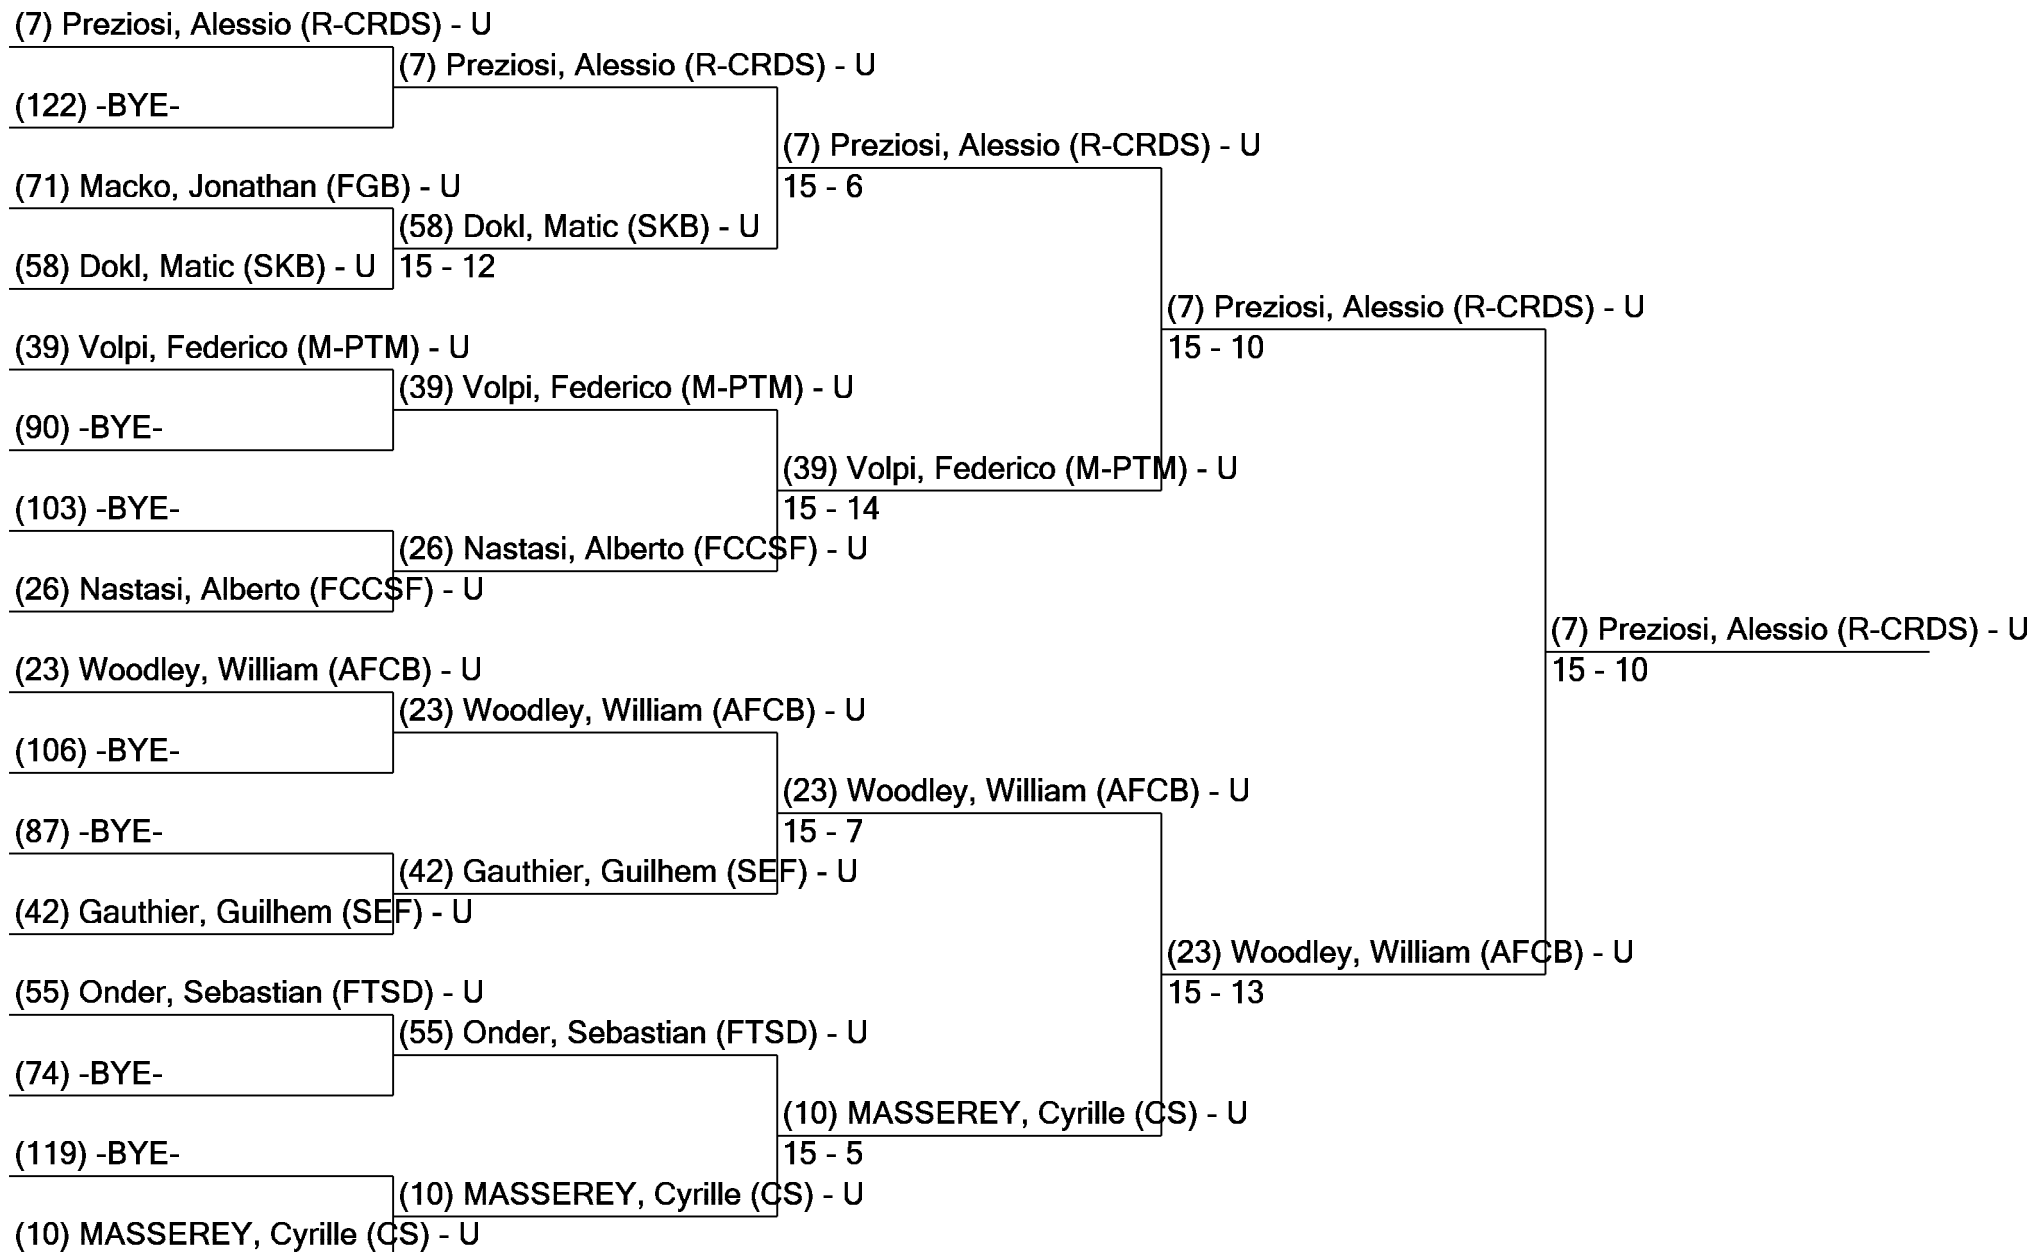 (7) Preziosi, Alessio (R-CRDS) - U
(7) Preziosi, Alessio (R-CRDS) - U
(122) -BYE-
(7) Preziosi, Alessio (R-CRDS) - U
15 - 6
(71) Macko, Jonathan (FGB) - U
(58) Dokl, Matic (SKB) - U
15 - 12
(58) Dokl, Matic (SKB) - U
(7) Preziosi, Alessio (R-CRDS) - U
15 - 10
(39) Volpi, Federico (M-PTM) - U
(39) Volpi, Federico (M-PTM) - U
(90) -BYE-
(39) Volpi, Federico (M-PTM) - U
15 - 14
(103) -BYE-
(26) Nastasi, Alberto (FCCSF) - U
(26) Nastasi, Alberto (FCCSF) - U
(7) Preziosi, Alessio (R-CRDS) - U
15 - 10
(23) Woodley, William (AFCB) - U
(23) Woodley, William (AFCB) - U
(106) -BYE-
(23) Woodley, William (AFCB) - U
15 - 7
(87) -BYE-
(42) Gauthier, Guilhem (SEF) - U
(42) Gauthier, Guilhem (SEF) - U
(23) Woodley, William (AFCB) - U
15 - 13
(55) Onder, Sebastian (FTSD) - U
(55) Onder, Sebastian (FTSD) - U
(74) -BYE-
(10) MASSEREY, Cyrille (CS) - U
15 - 5
(119) -BYE-
(10) MASSEREY, Cyrille (CS) - U
(10) MASSEREY, Cyrille (CS) - U